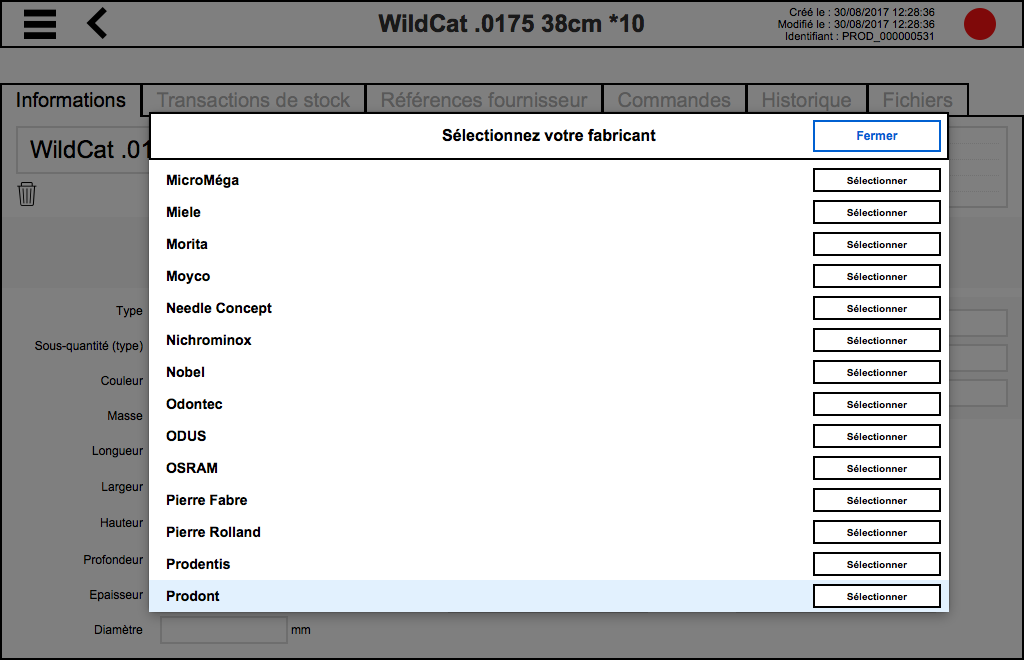 WildCat .0175 38cm *10
Créé le : 30/08/2017 12:28:36
Modifié le : 30/08/2017 12:28:36
Identifiant : PROD_000000531
Informations
Transactions de stock
Références fournisseur
Commandes
Historique
Fichiers
WildCat .01
Sélectionnez votre fabricant
Fermer
MicroMéga Sélectionner
Miele Sélectionner
Morita Sélectionner
Moyco Sélectionner
Needle Concept Sélectionner
Nichrominox Sélectionner
Nobel Sélectionner
Odontec Sélectionner
ODUS Sélectionner
OSRAM Sélectionner
Pierre Fabre Sélectionner
Pierre Rolland Sélectionner
Prodentis Sélectionner
Prodont Sélectionner
Type
Sous-quantité (type)
Couleur
Masse
Longueur
Largeur
Hauteur
Profondeur
Epaisseur
Diamètre mm